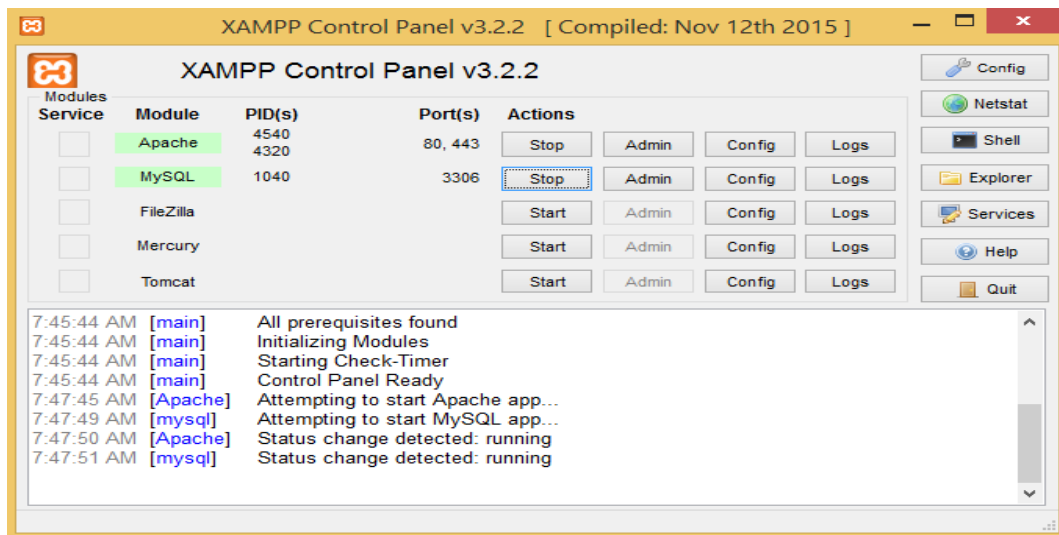 XAMPP Control Panel v3.2.2 [ Compiled: Nov 12th 2015 ]
XAMPP Control Panel v3.2.2
Config
Modules
Netstat
Service Module PID(s) Port(s) Actions
Apache 4540 4320 80, 443 Stop Admin Config Logs
Shell
MySQL 1040 3306 Stop Admin Config Logs
Explorer
FileZilla Start Admin Config Logs
Services
Mercury Start Admin Config Logs
Help
Tomcat Start Admin Config Logs
Quit
7:45:44 AM [main] All prerequisites found
7:45:44 AM [main] Initializing Modules
7:45:44 AM [main] Starting Check-Timer
7:45:44 AM [main] Control Panel Ready
7:47:45 AM [Apache] Attempting to start Apache app...
7:47:49 AM [mysql] Attempting to start MySQL app...
7:47:50 AM [Apache] Status change detected: running
7:47:51 AM [mysql] Status change detected: running